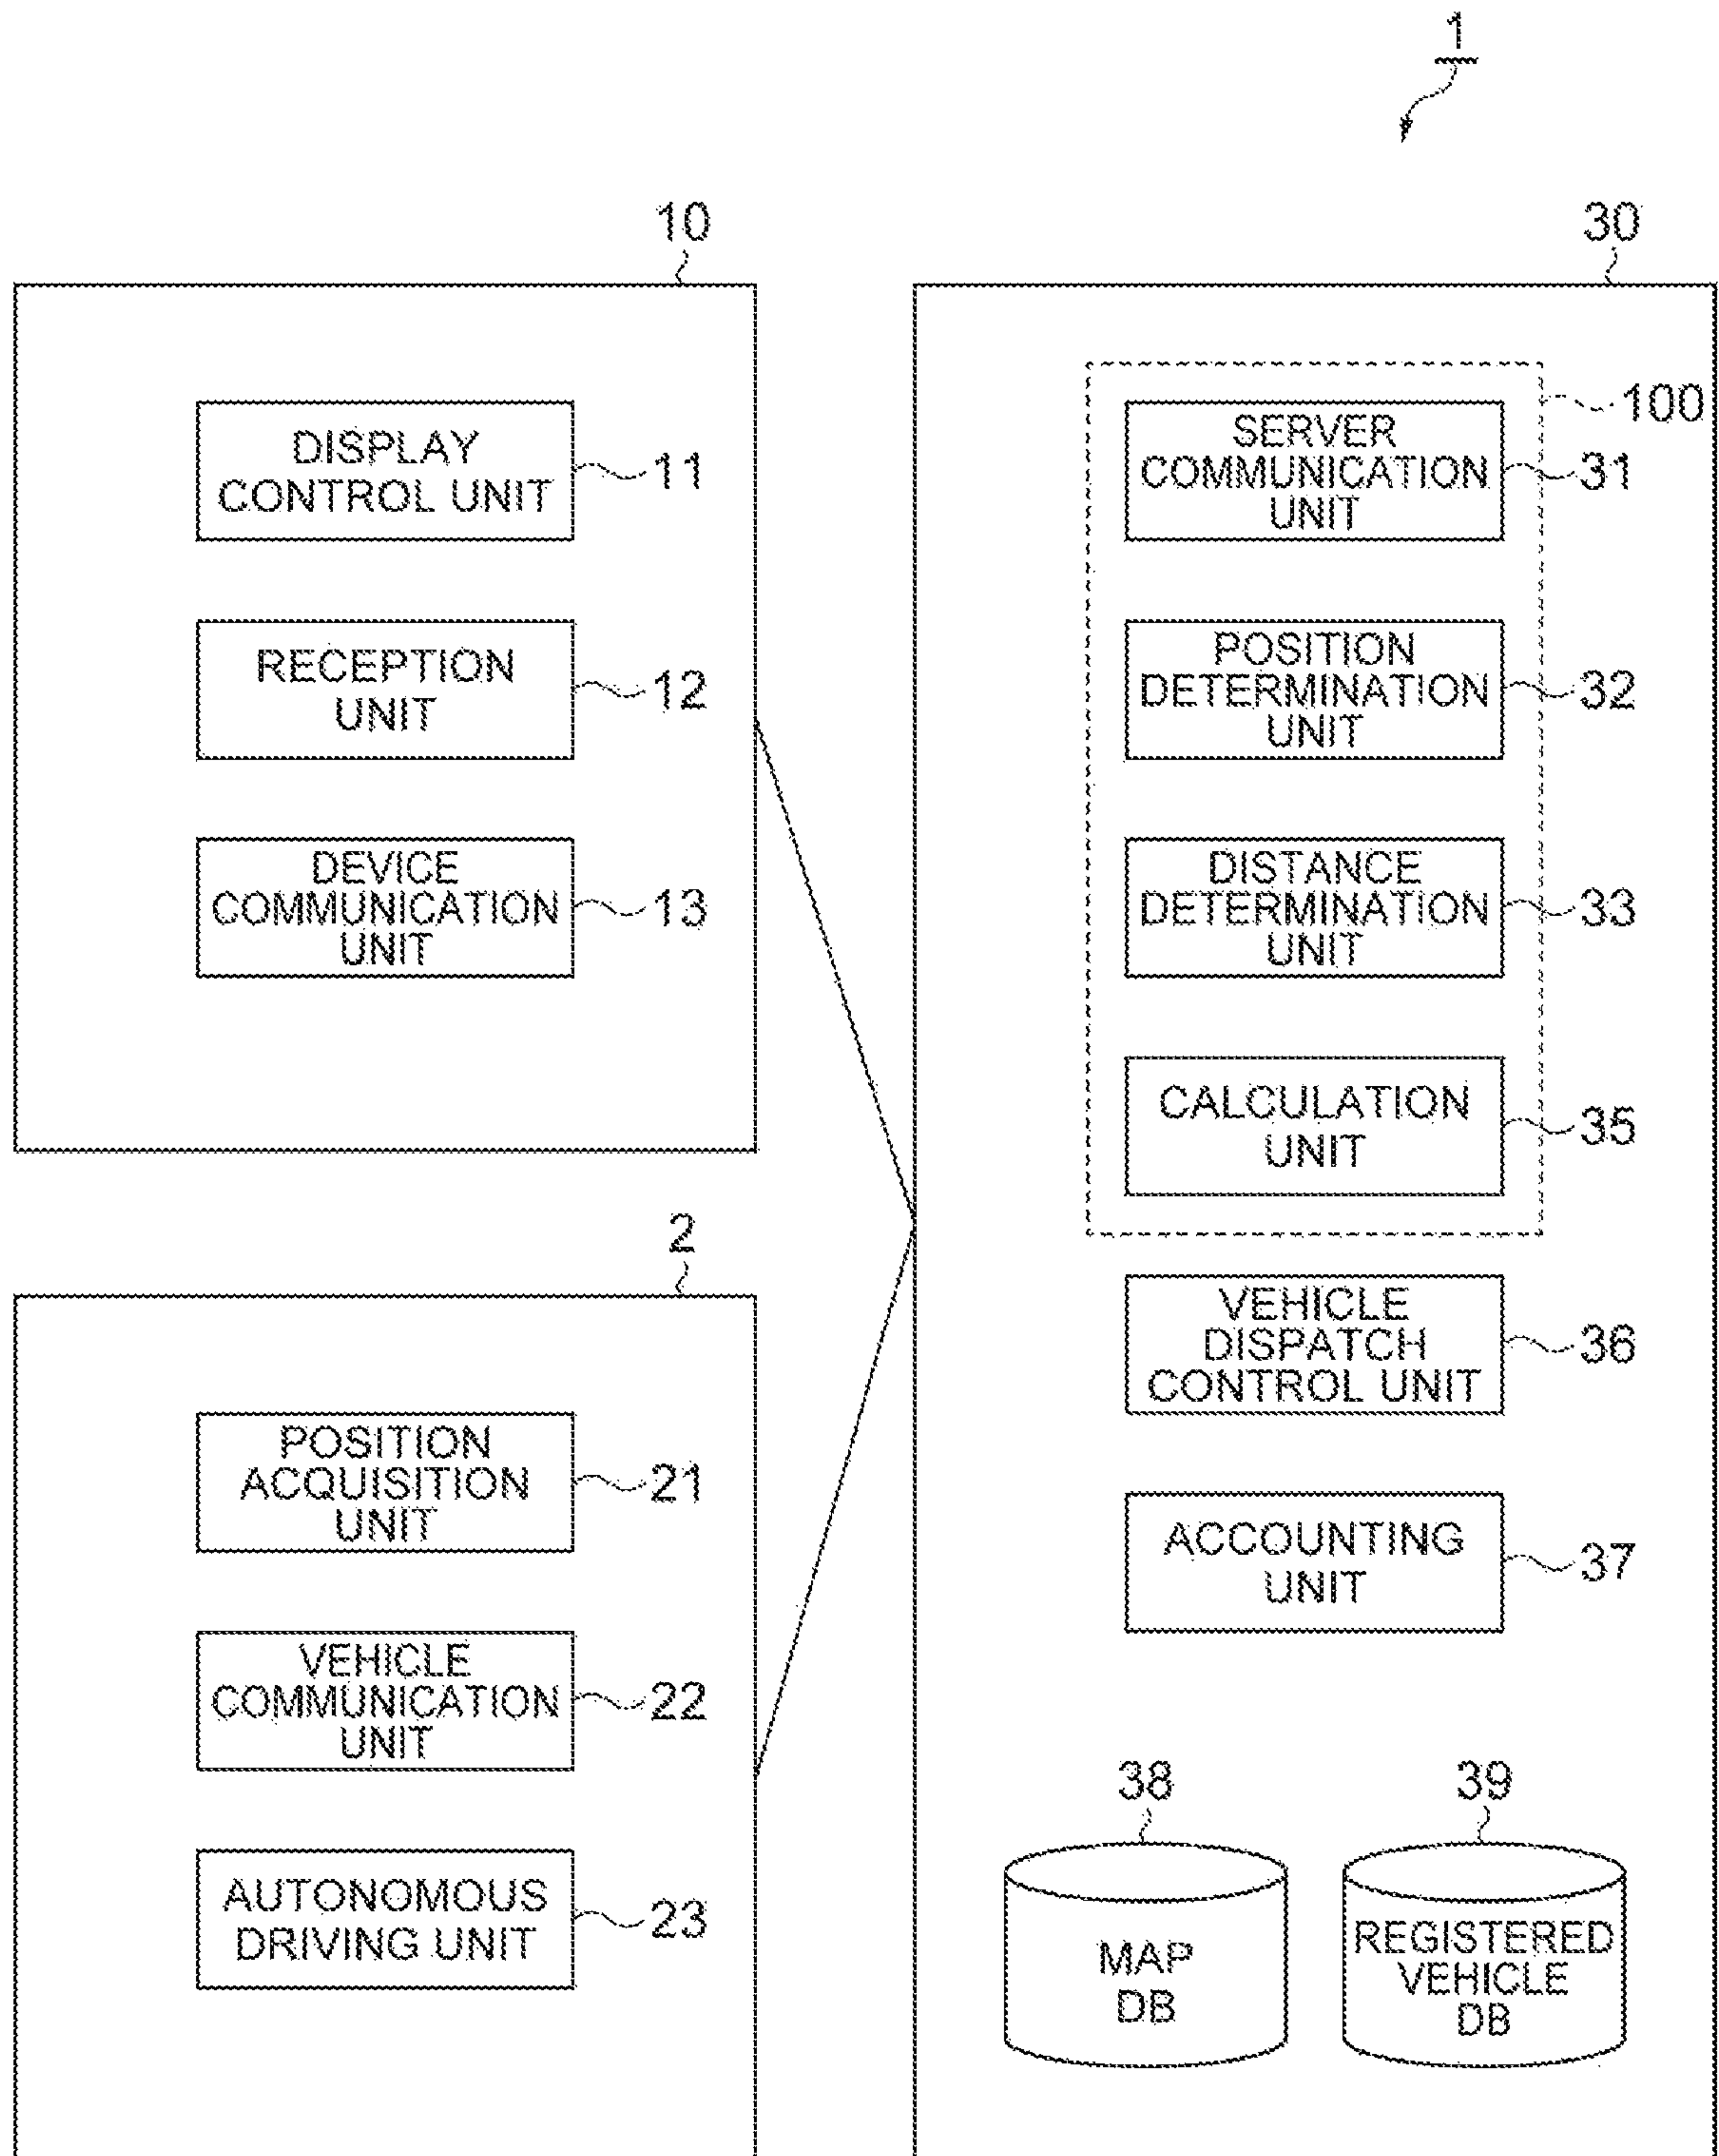 1
10
DISPLAY
CONTROL UNIT
11
RECEPTION
UNIT
12
DEVICE
COMMUNICATION
UNIT
13
2
POSITION
ACQUISITION
UNIT
21
VEHICLE
COMMUNICATION
UNIT
22
AUTONOMOUS
DRIVING UNIT
23
30
100
SERVER
COMMUNICATION
UNIT
31
POSITION
DETERMINATION
UNIT
32
DISTANCE
DETERMINATION
UNIT
33
CALCULATION
UNIT
35
VEHICLE
DISPATCH
CONTROL UNIT
36
ACCOUNTING
UNIT
37
38
MAP
DB
39
REGISTERED
VEHICLE
DB